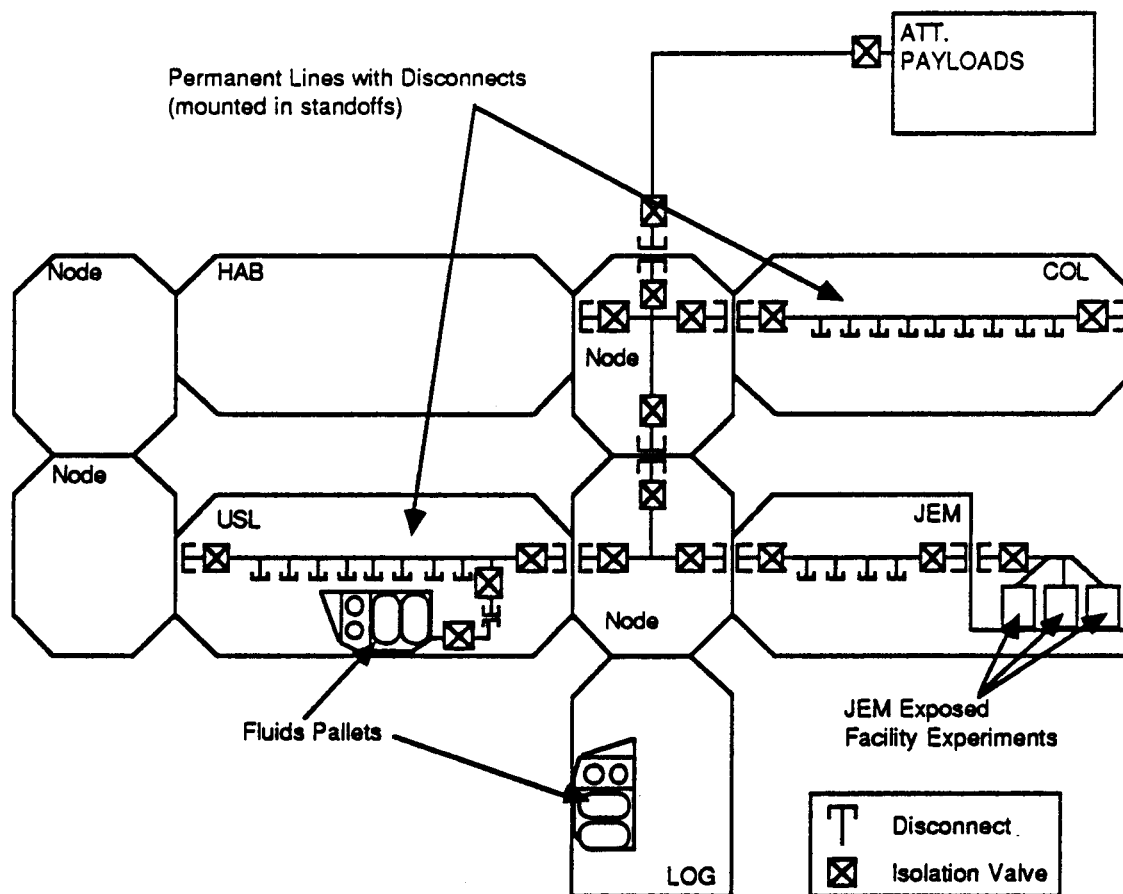 ATT.
PAYLOADS
Permanent Lines with Disconnects
(mounted in standoffs)
Node
HAB
COL
Node
Node
USL
JEM
Node
Fluids Pallets
JEM Exposed
Facility Experiments
Disconnect
Isolation Valve
LOG